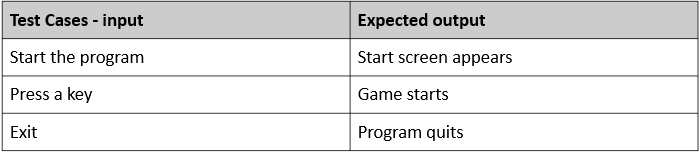 Test Cases - input Expected output
Start the program Start screen appears
Press a key Game starts
Exit Program quits